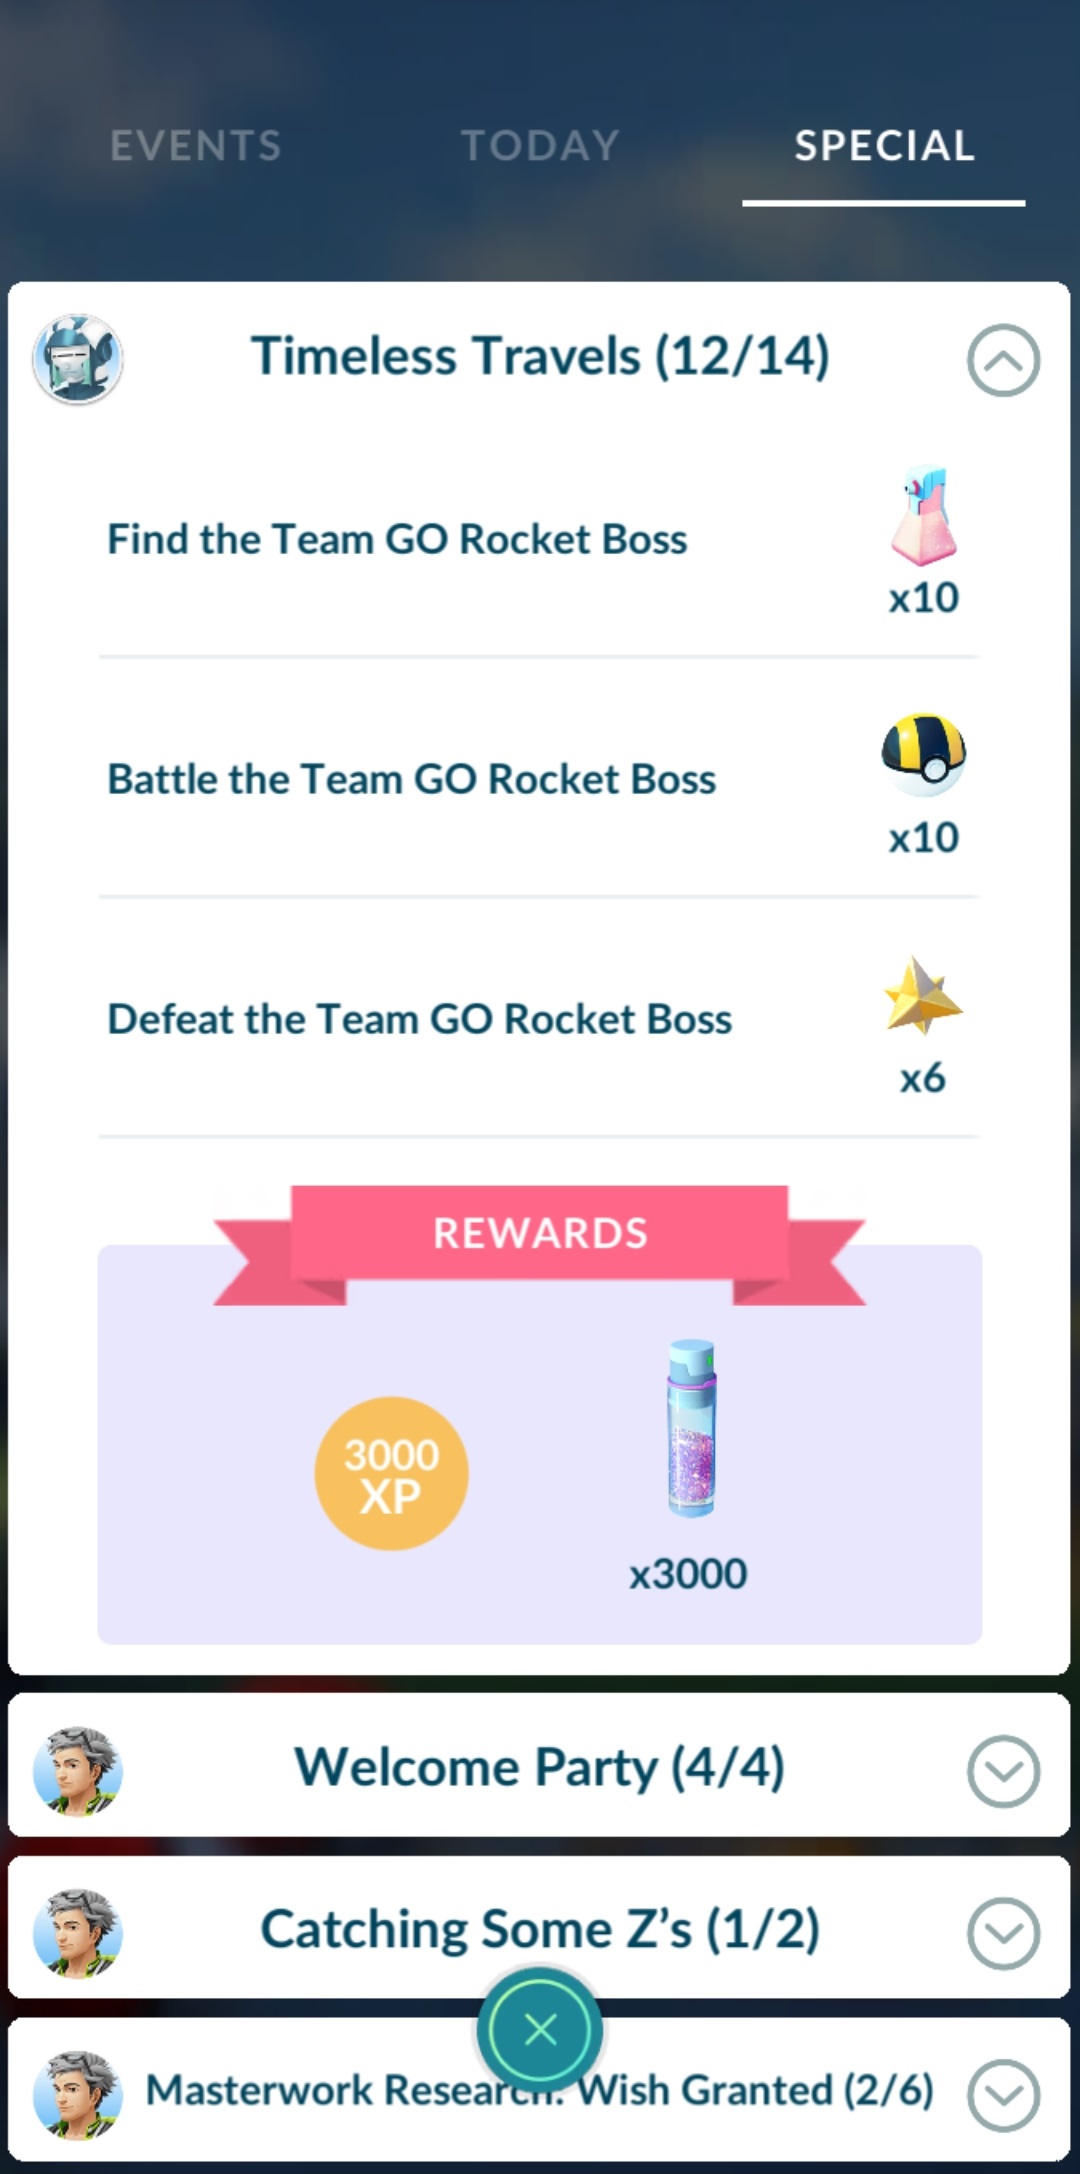 EVENTS
TODAY
SPECIAL
Timeless Travels (12/14)
Find the Team GO Rocket Boss
x10
Battle the Team GO Rocket Boss
x10
Defeat the Team GO Rocket Boss
x6
REWARDS
3000
XP
x3000
Welcome Party (4/4)
Catching Some Z’s (1/2)
Masterwork Research: Wish Granted (2/6)